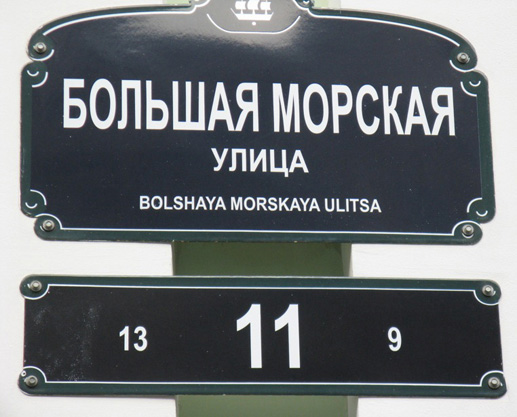 БОЛЬШАЯ МОРСКАЯ
УЛИЦА
BOLSHAYA MORSKAYA ULITSA
13 11 9